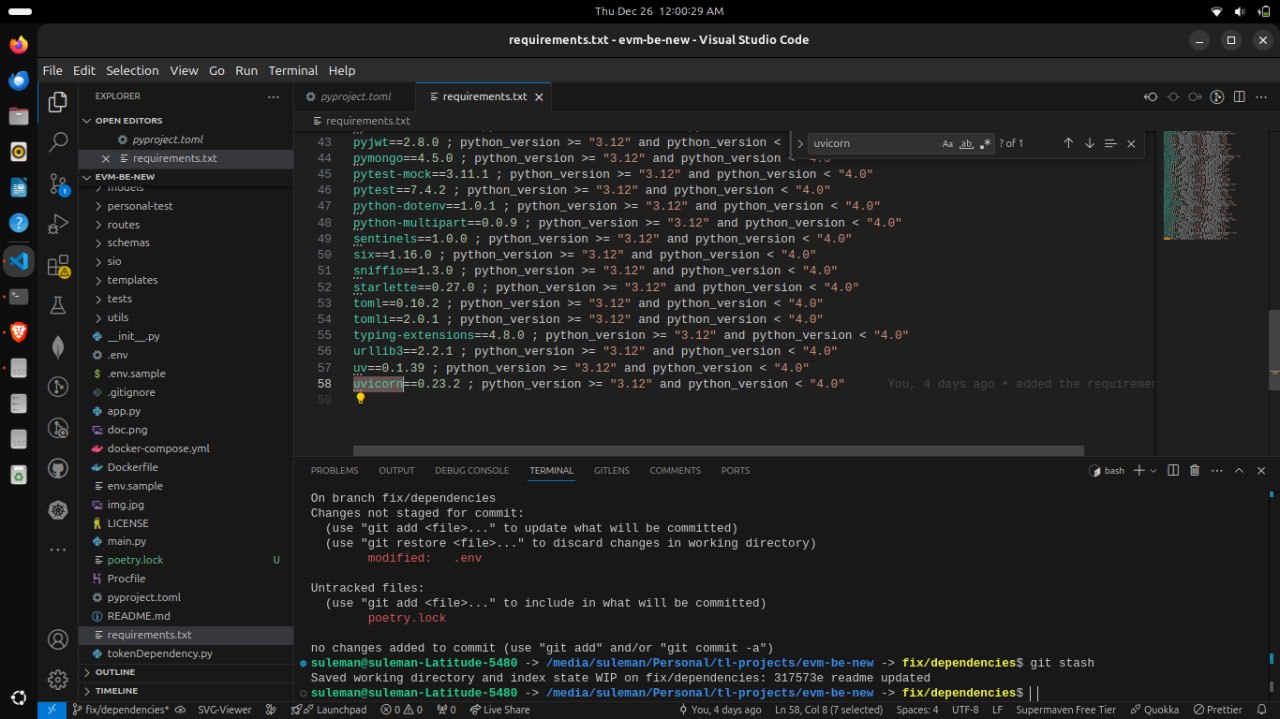 Thu Dec 26 12:00:29 AM
requirements.txt - evm-be-new - Visual Studio Code
File Edit Selection View Go Run Terminal Help
EXPLORER
OPEN EDITORS
pyproject.toml
requirements.txt
EVM-BE-NEW
models
personal-test
routes
schemas
sio
templates
tests
utils
__init__.py
.env
.env.sample
.gitignore
app.py
doc.png
docker-compose.yml
Dockerfile
env.sample
img.jpg
LICENSE
main.py
poetry.lock U
Procfile
pyproject.toml
README.md
requirements.txt
tokenDependency.py
OUTLINE
TIMELINE
pyproject.toml requirements.txt
requirements.txt
uvicorn Aa ab ? of 1
43 pyjwt==2.8.0 ; python_version >= "3.12" and python_version <
44 pymongo==4.5.0 ; python_version >= "3.12" and python_version < "4.0"
45 pytest-mock==3.11.1 ; python_version >= "3.12" and python_version < "4.0"
46 pytest==7.4.2 ; python_version >= "3.12" and python_version < "4.0"
47 python-dotenv==1.0.1 ; python_version >= "3.12" and python_version < "4.0"
48 python-multipart==0.0.9 ; python_version >= "3.12" and python_version < "4.0"
49 sentinels==1.0.0 ; python_version >= "3.12" and python_version < "4.0"
50 six==1.16.0 ; python_version >= "3.12" and python_version < "4.0"
51 sniffio==1.3.0 ; python_version >= "3.12" and python_version < "4.0"
52 starlette==0.27.0 ; python_version >= "3.12" and python_version < "4.0"
53 toml==0.10.2 ; python_version >= "3.12" and python_version < "4.0"
54 tomli==2.0.1 ; python_version >= "3.12" and python_version < "4.0"
55 typing-extensions==4.8.0 ; python_version >= "3.12" and python_version < "4.0"
56 urllib3==2.2.1 ; python_version >= "3.12" and python_version < "4.0"
57 uv==0.1.39 ; python_version >= "3.12" and python_version < "4.0"
58 uvicorn==0.23.2 ; python_version >= "3.12" and python_version < "4.0" You, 4 days ago • added the requiremen
59
PROBLEMS OUTPUT DEBUG CONSOLE TERMINAL GITLENS COMMENTS PORTS bash
On branch fix/dependencies
Changes not staged for commit:
(use "git add <file>..." to update what will be committed)
(use "git restore <file>..." to discard changes in working directory)
modified: .env
Untracked files:
(use "git add <file>..." to include in what will be committed)
poetry.lock
no changes added to commit (use "git add" and/or "git commit -a")
suleman@suleman-Latitude-5480 -> /media/suleman/Personal/tl-projects/evm-be-new -> fix/dependencies$ git stash
Saved working directory and index state WIP on fix/dependencies: 317573e readme updated
suleman@suleman-Latitude-5480 -> /media/suleman/Personal/tl-projects/evm-be-new -> fix/dependencies$
fix/dependencies* SVG-Viewer Launchpad 0 0 0 Live Share You, 4 days ago Ln 58, Col 8 (7 selected) Spaces: 4 UTF-8 LF Supermaven Free Tier Quokka Prettier